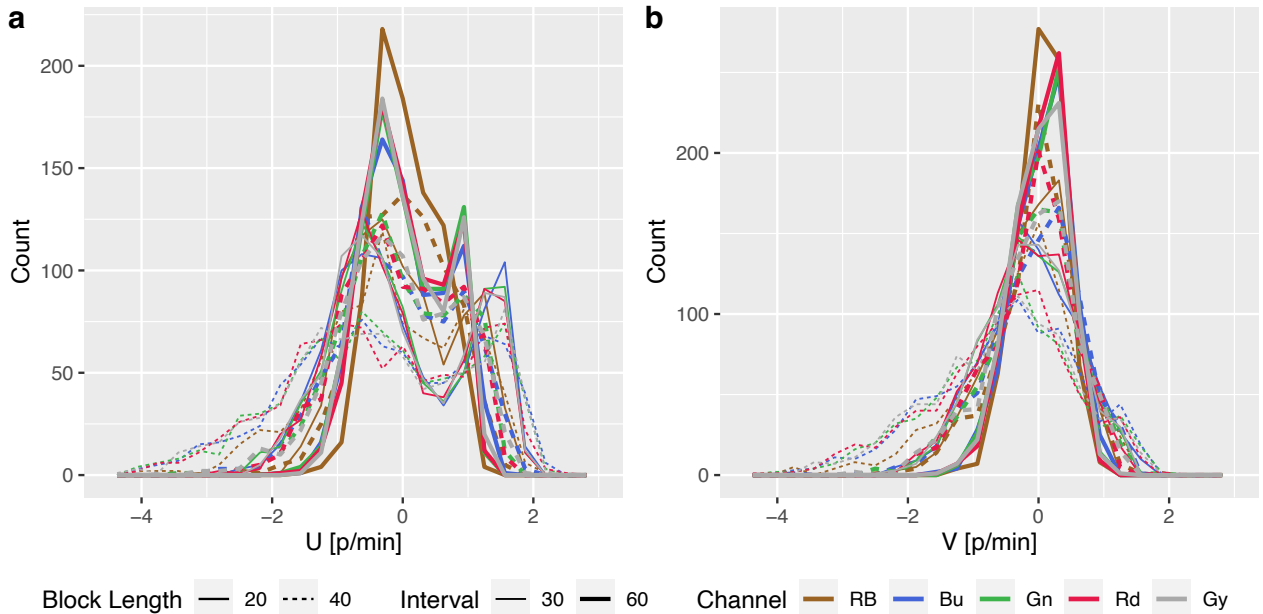 a
b
Count
200
150
100
50
0
−4
−2
0
2
U [p/min]
Count
200
100
0
−4
−2
0
2
V [p/min]
Block Length 20 40 Interval 30 60 Channel RB Bu Gn Rd Gy